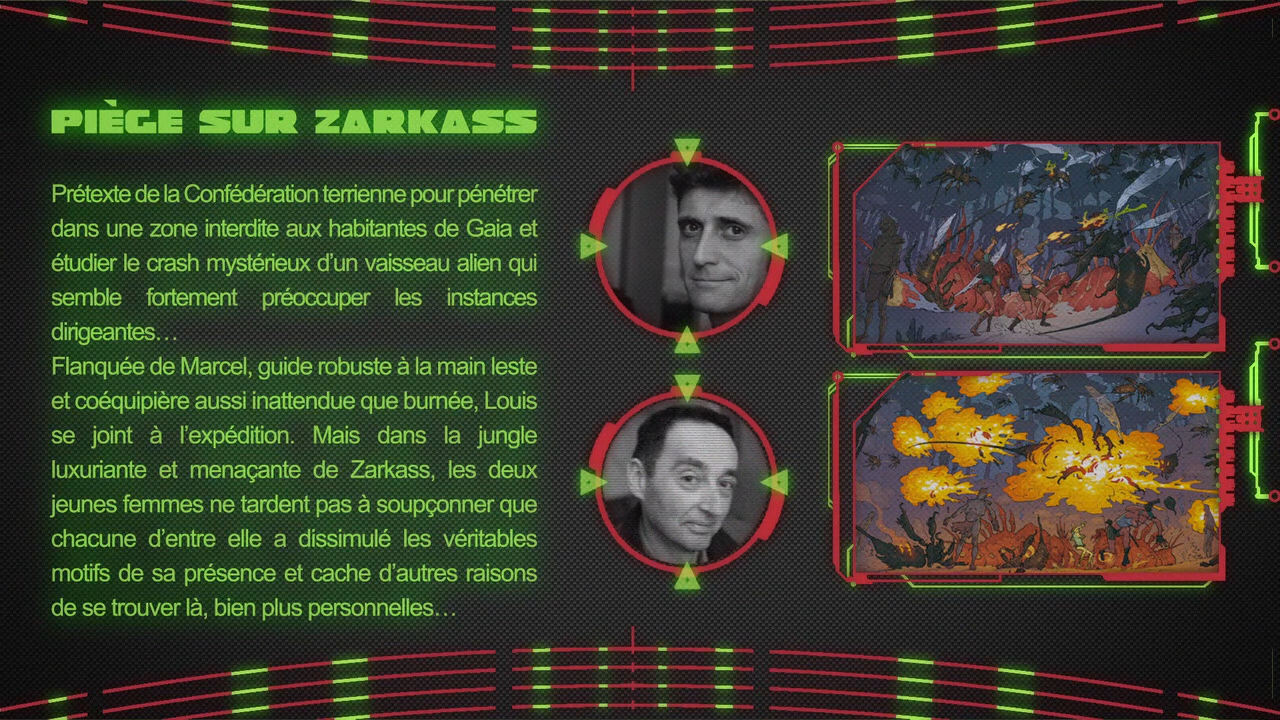 PIÈGE SUR ZARKASS
Prétexte de la Confédération terrienne pour pénétrer
dans une zone interdite aux habitantes de Gaia et
étudier le crash mystérieux d’un vaisseau alien qui
semble fortement préoccuper les instances
dirigeantes…
Flanquée de Marcel, guide robuste à la main leste
et coéquipière aussi inattendue que burnée, Louis
se joint à l’expédition. Mais dans la jungle
luxuriante et menaçante de Zarkass, les deux
jeunes femmes ne tardent pas à soupçonner que
chacune d’entre elle a dissimulé les véritables
motifs de sa présence et cache d’autres raisons
de se trouver là, bien plus personnelles…